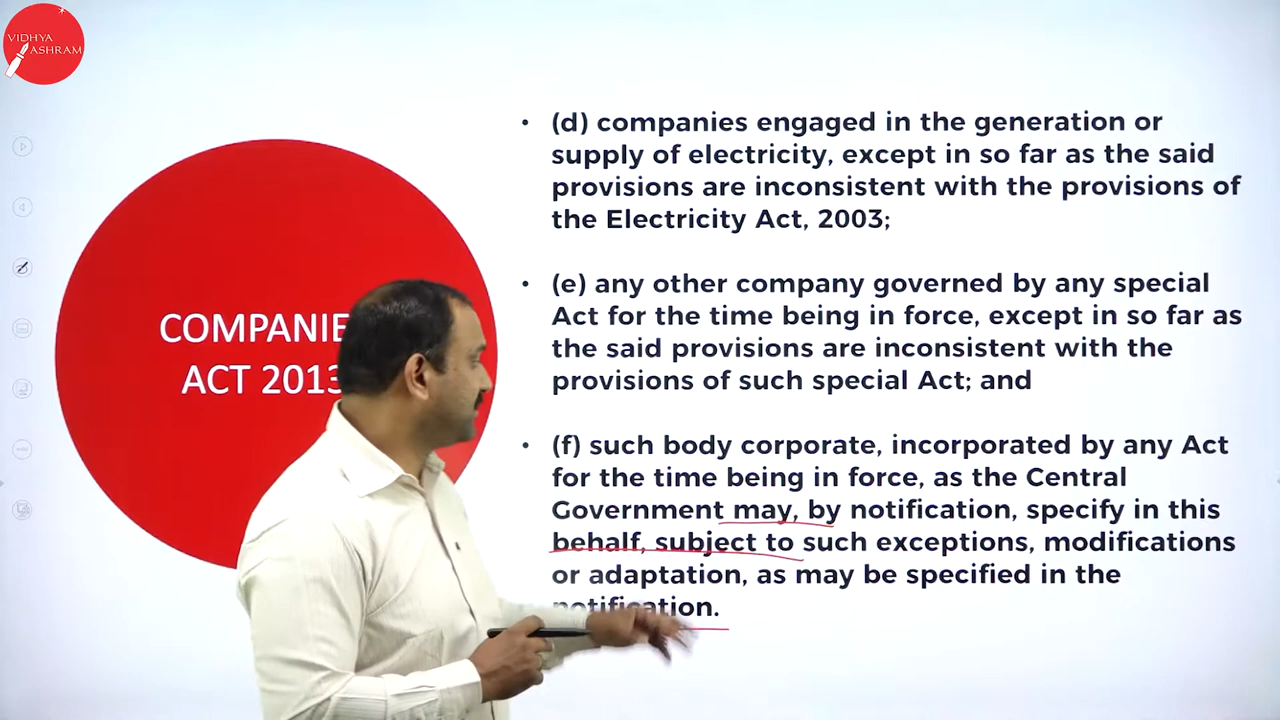 VIDHYA
ASHRAM
COMPANIE
ACT 2013
• (d) companies engaged in the generation or
supply of electricity, except in so far as the said
provisions are inconsistent with the provisions of
the Electricity Act, 2003;
• (e) any other company governed by any special
Act for the time being in force, except in so far as
the said provisions are inconsistent with the
provisions of such special Act; and
• (f) such body corporate, incorporated by any Act
for the time being in force, as the Central
Government may, by notification, specify in this
behalf, subject to such exceptions, modifications
or adaptation, as may be specified in the
notification.